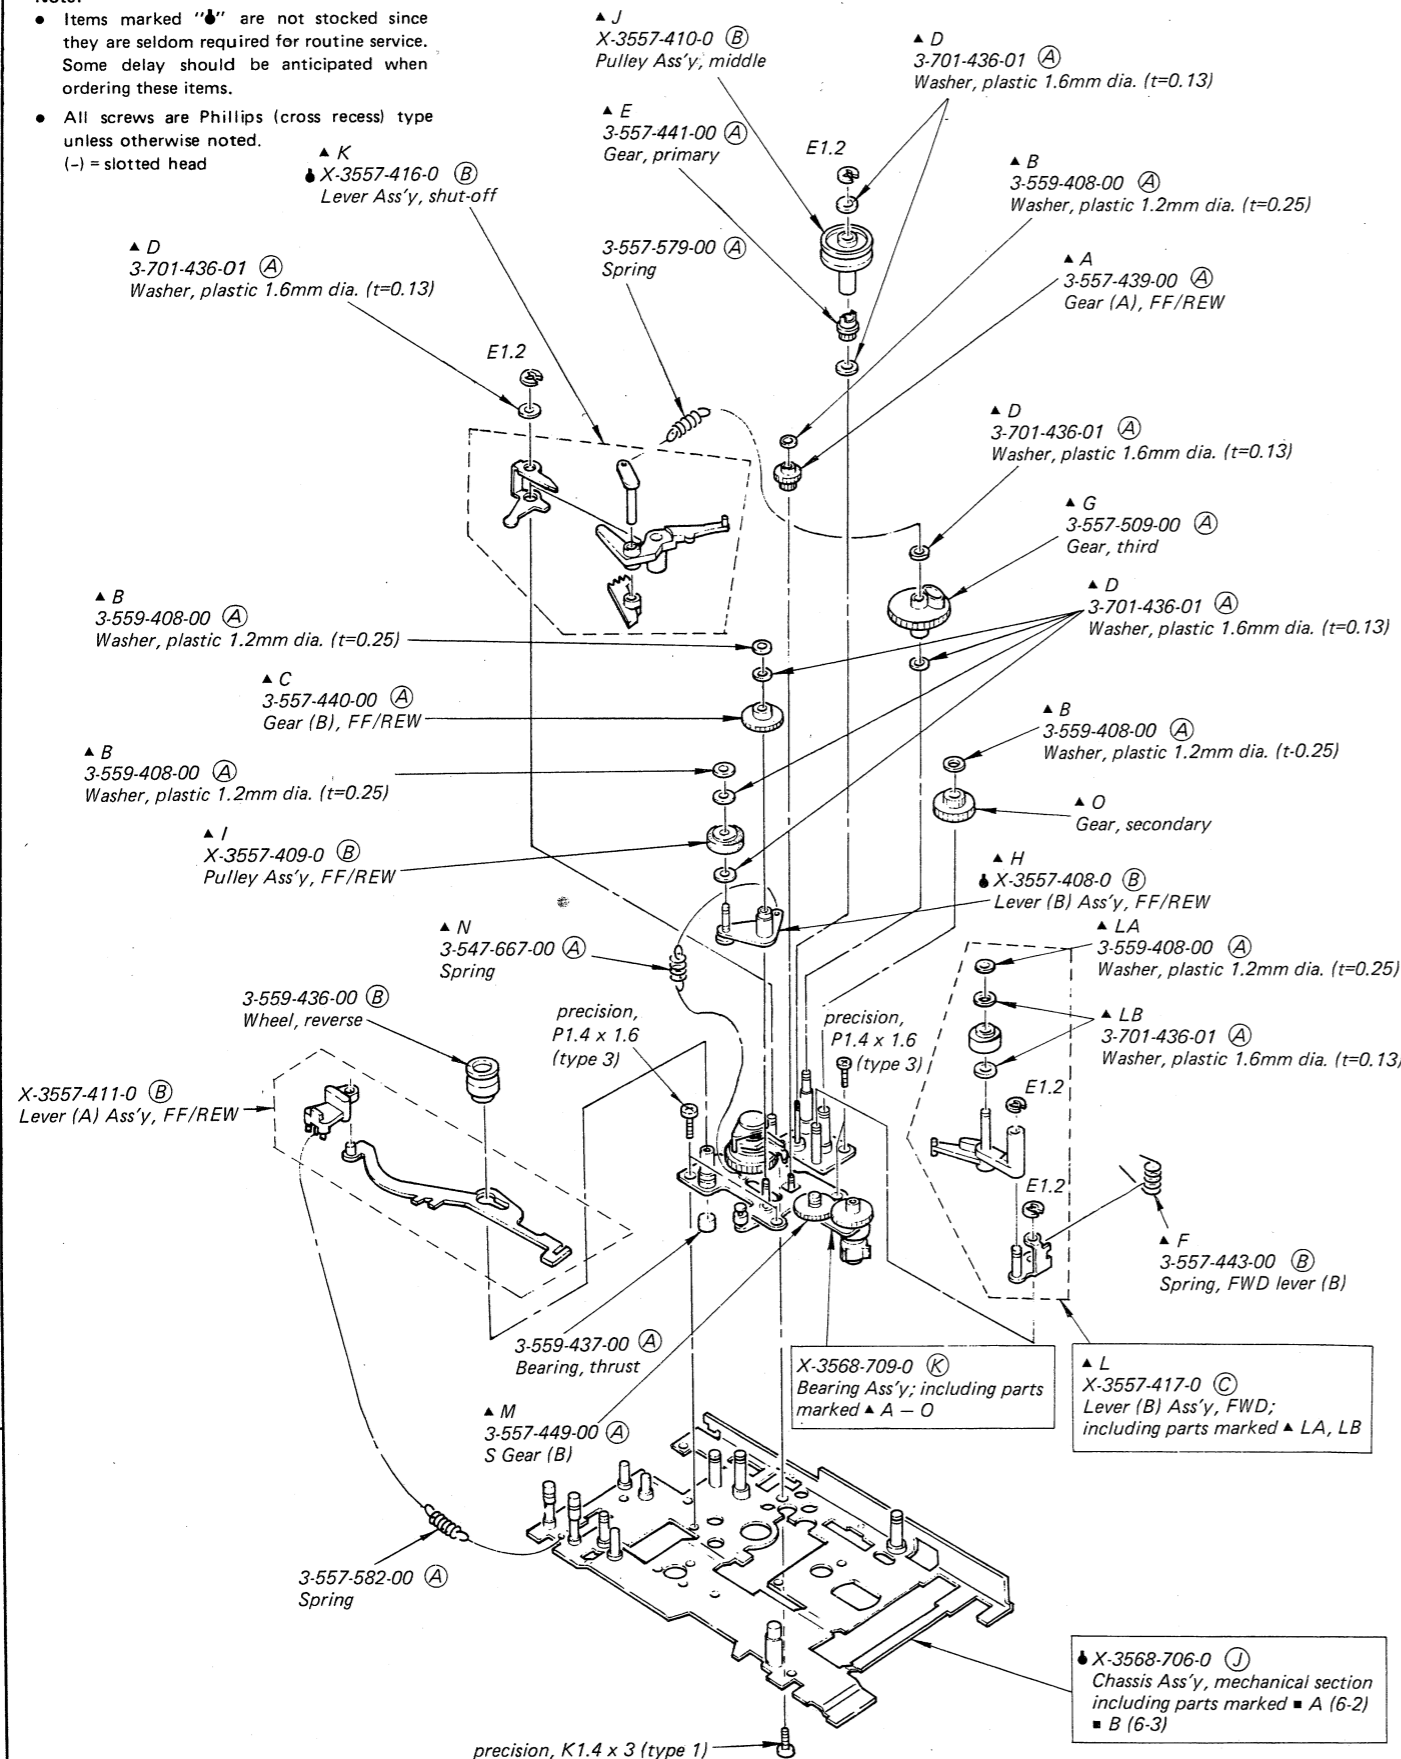 • Items marked "" are not stocked since
they are seldom required for routine service.
Some delay should be anticipated when
ordering these items.
• All screws are Phillips (cross recess) type
unless otherwise noted.
(-) = slotted head
▲ J
X-3557-410-0 Ⓑ
Pulley Ass'y, middle
▲ D
3-701-436-01 Ⓐ
Washer, plastic 1.6mm dia. (t=0.13)
▲ E
3-557-441-00 Ⓐ
Gear, primary
E1.2
▲ K
X-3557-416-0 Ⓑ
Lever Ass'y, shut-off
▲ B
3-559-408-00 Ⓐ
Washer, plastic 1.2mm dia. (t=0.25)
▲ D
3-701-436-01 Ⓐ
Washer, plastic 1.6mm dia. (t=0.13)
3-557-579-00 Ⓐ
Spring
▲ A
3-557-439-00 Ⓐ
Gear (A), FF/REW
E1.2
▲ D
3-701-436-01 Ⓐ
Washer, plastic 1.6mm dia. (t=0.13)
▲ G
3-557-509-00 Ⓐ
Gear, third
▲ B
3-559-408-00 Ⓐ
Washer, plastic 1.2mm dia. (t=0.25)
▲ D
3-701-436-01 Ⓐ
Washer, plastic 1.6mm dia. (t=0.13)
▲ C
3-557-440-00 Ⓐ
Gear (B), FF/REW
▲ B
3-559-408-00 Ⓐ
Washer, plastic 1.2mm dia. (t-0.25)
▲ B
3-559-408-00 Ⓐ
Washer, plastic 1.2mm dia. (t=0.25)
▲ O
Gear, secondary
▲ I
X-3557-409-0 Ⓑ
Pulley Ass'y, FF/REW
▲ H
X-3557-408-0 Ⓑ
Lever (B) Ass'y, FF/REW
▲ N
3-547-667-00 Ⓐ
Spring
▲ LA
3-559-408-00 Ⓐ
Washer, plastic 1.2mm dia. (t=0.25)
3-559-436-00 Ⓑ
Wheel, reverse
precision,
P1.4 x 1.6
(type 3)
precision,
P1.4 x 1.6
(type 3)
▲ LB
3-701-436-01 Ⓐ
Washer, plastic 1.6mm dia. (t=0.13)
X-3557-411-0 Ⓑ
Lever (A) Ass'y, FF/REW
E1.2
E1.2
▲ F
3-557-443-00 Ⓑ
Spring, FWD lever (B)
3-559-437-00 Ⓐ
Bearing, thrust
X-3568-709-0 Ⓚ
Bearing Ass'y; including parts
marked ▲ A – O
▲ L
X-3557-417-0 Ⓒ
Lever (B) Ass'y, FWD;
including parts marked ▲ LA, LB
▲ M
3-557-449-00 Ⓐ
S Gear (B)
3-557-582-00 Ⓐ
Spring
X-3568-706-0 Ⓙ
Chassis Ass'y, mechanical section
including parts marked ■ A (6-2)
■ B (6-3)
precision, K1.4 x 3 (type 1)